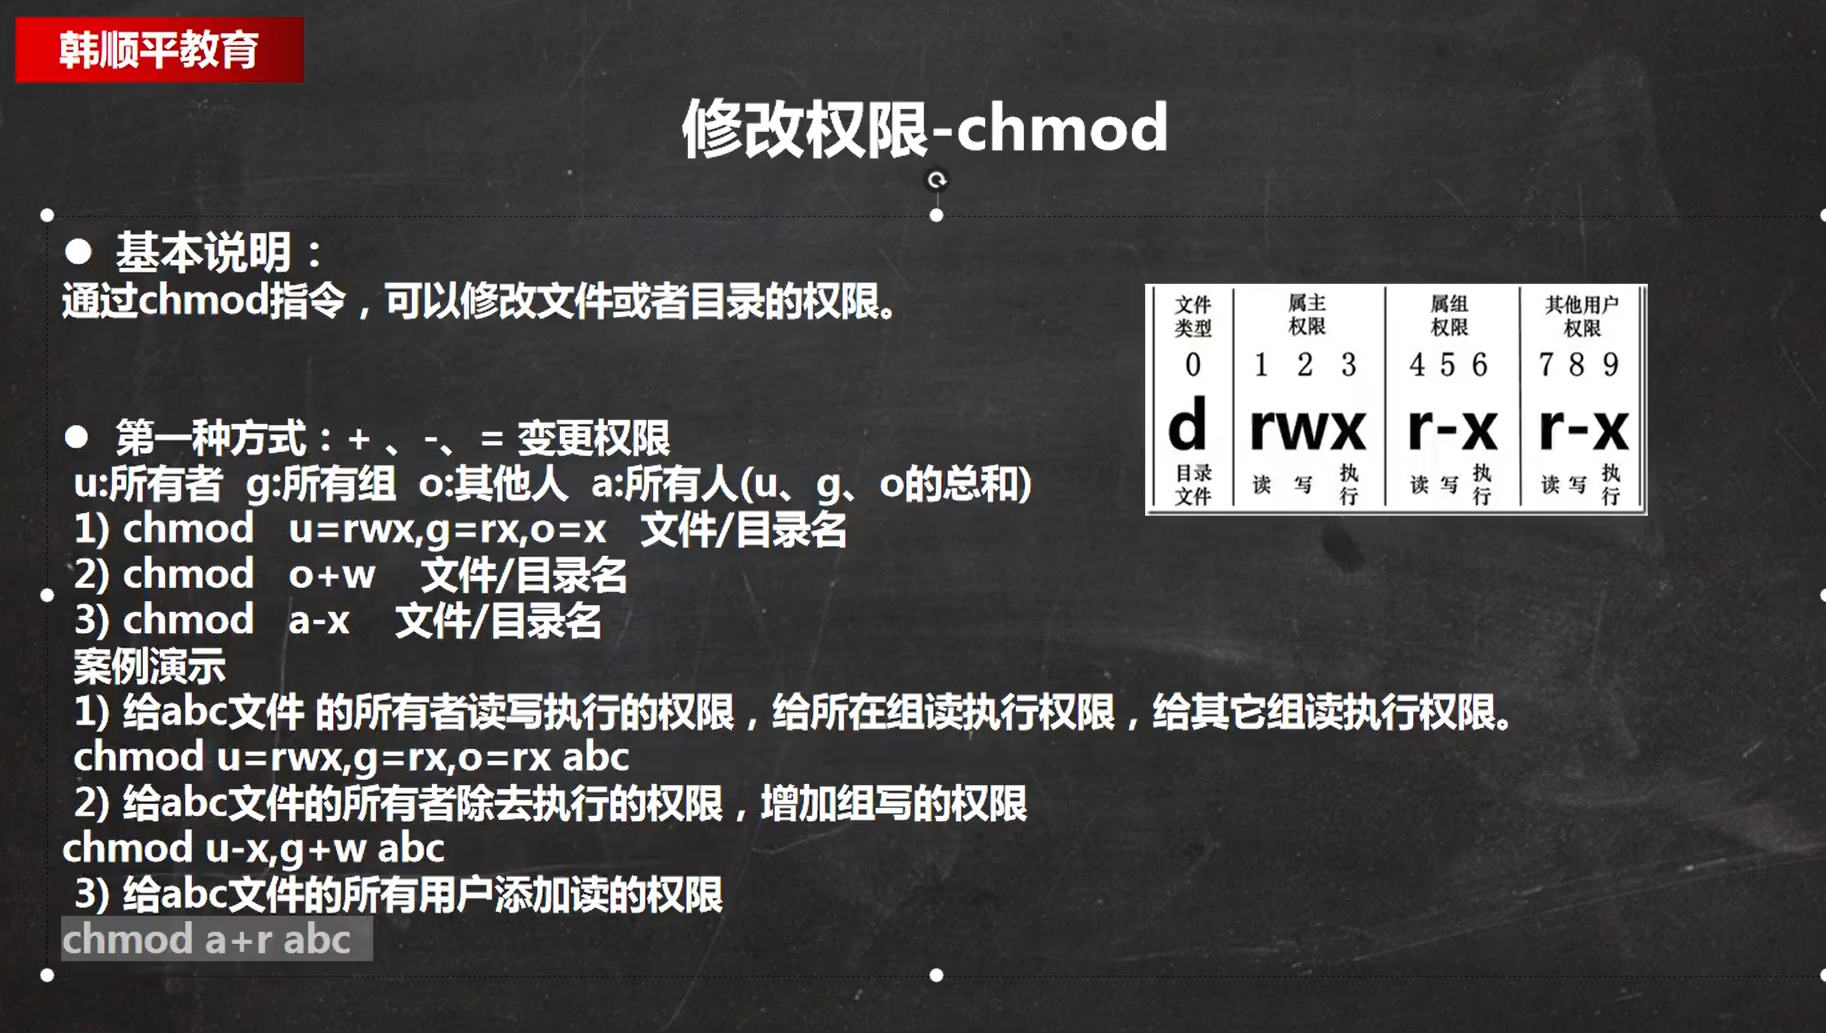 韩顺平教育
修改权限-chmod
● 基本说明：
通过chmod指令，可以修改文件或者目录的权限。
● 第一种方式：+ 、-、= 变更权限
u:所有者 g:所有组 o:其他人 a:所有人(u、g、o的总和)
1) chmod u=rwx,g=rx,o=x 文件/目录名
2) chmod o+w 文件/目录名
3) chmod a-x 文件/目录名
案例演示
1) 给abc文件 的所有者读写执行的权限，给所在组读执行权限，给其它组读执行权限。
chmod u=rwx,g=rx,o=rx abc
2) 给abc文件的所有者除去执行的权限，增加组写的权限
chmod u-x,g+w abc
3) 给abc文件的所有用户添加读的权限
chmod a+r abc
文件 属主 属组 其他用户
类型 权限 权限 权限
0 1 2 3 4 5 6 7 8 9
d rwx r-x r-x
目录 读 写 执 读 写 执 读 写 执
文件 行 行 行